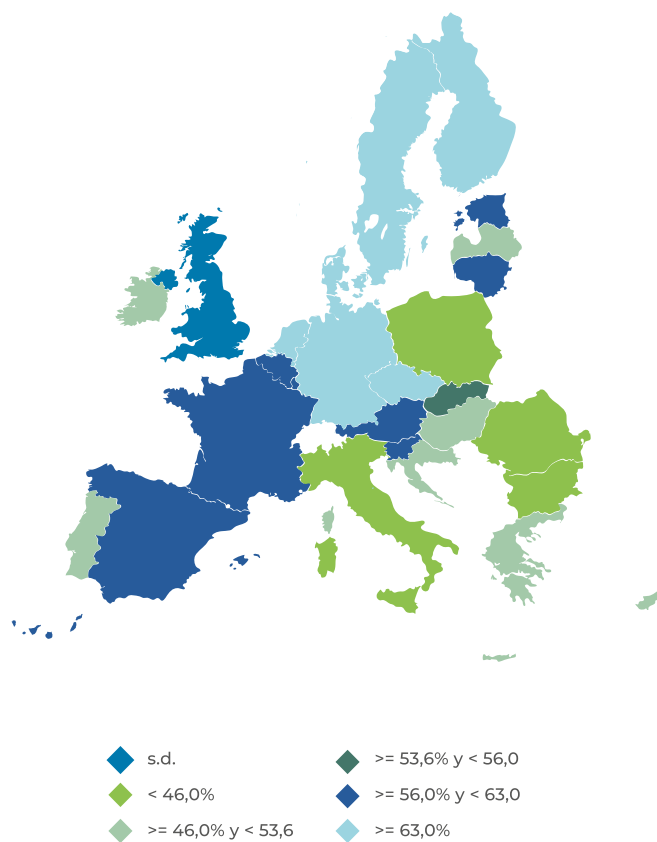 s.d.
< 46,0%
>= 46,0% y < 53,6
>= 53,6% y < 56,0
>= 56,0% y < 63,0
>= 63,0%